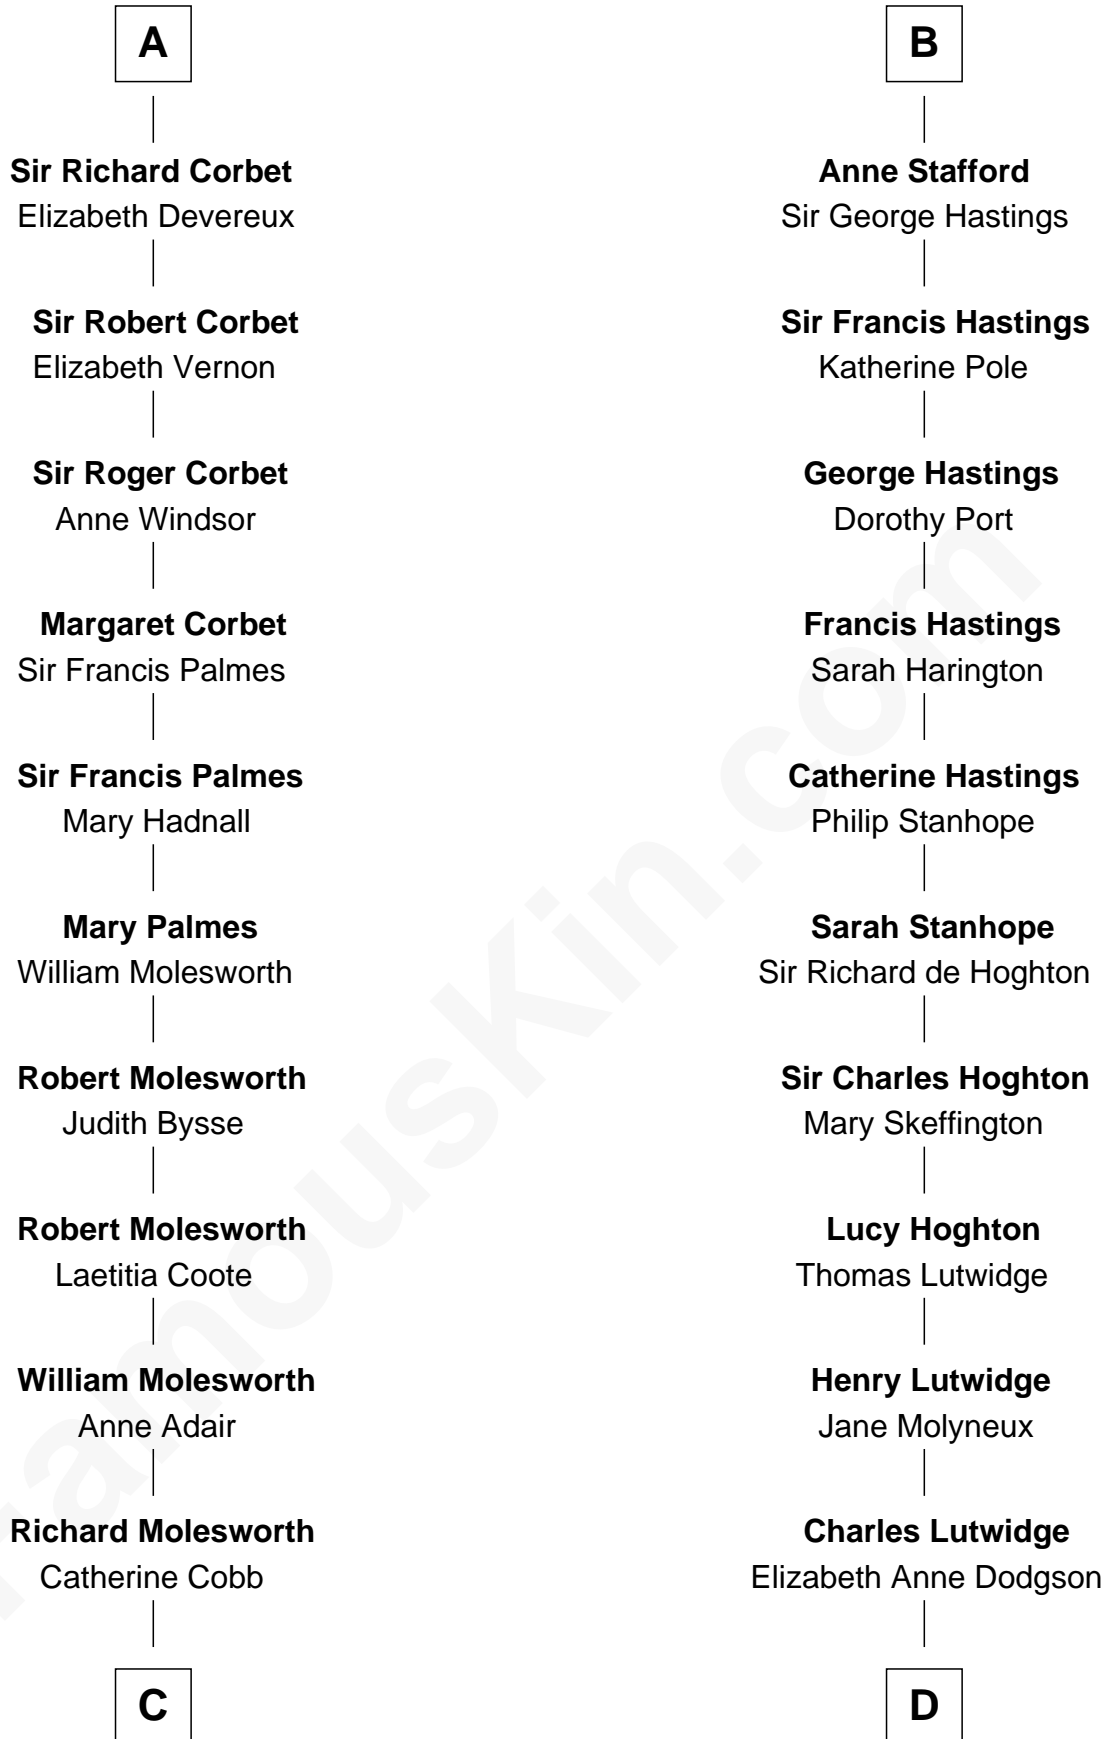 A
Sir Richard Corbet
Elizabeth Devereux
Sir Robert Corbet
Elizabeth Vernon
Sir Roger Corbet
Anne Windsor
Margaret Corbet
Sir Francis Palmes
Sir Francis Palmes
Mary Hadnall
Mary Palmes
William Molesworth
Robert Molesworth
Judith Bysse
Robert Molesworth
Laetitia Coote
William Molesworth
Anne Adair
Richard Molesworth
Catherine Cobb
C
B
Anne Stafford
Sir George Hastings
Sir Francis Hastings
Katherine Pole
George Hastings
Dorothy Port
Francis Hastings
Sarah Harington
Catherine Hastings
Philip Stanhope
Sarah Stanhope
Sir Richard de Hoghton
Sir Charles Hoghton
Mary Skeffington
Lucy Hoghton
Thomas Lutwidge
Henry Lutwidge
Jane Molyneux
Charles Lutwidge
Elizabeth Anne Dodgson
D
FamousKin.com